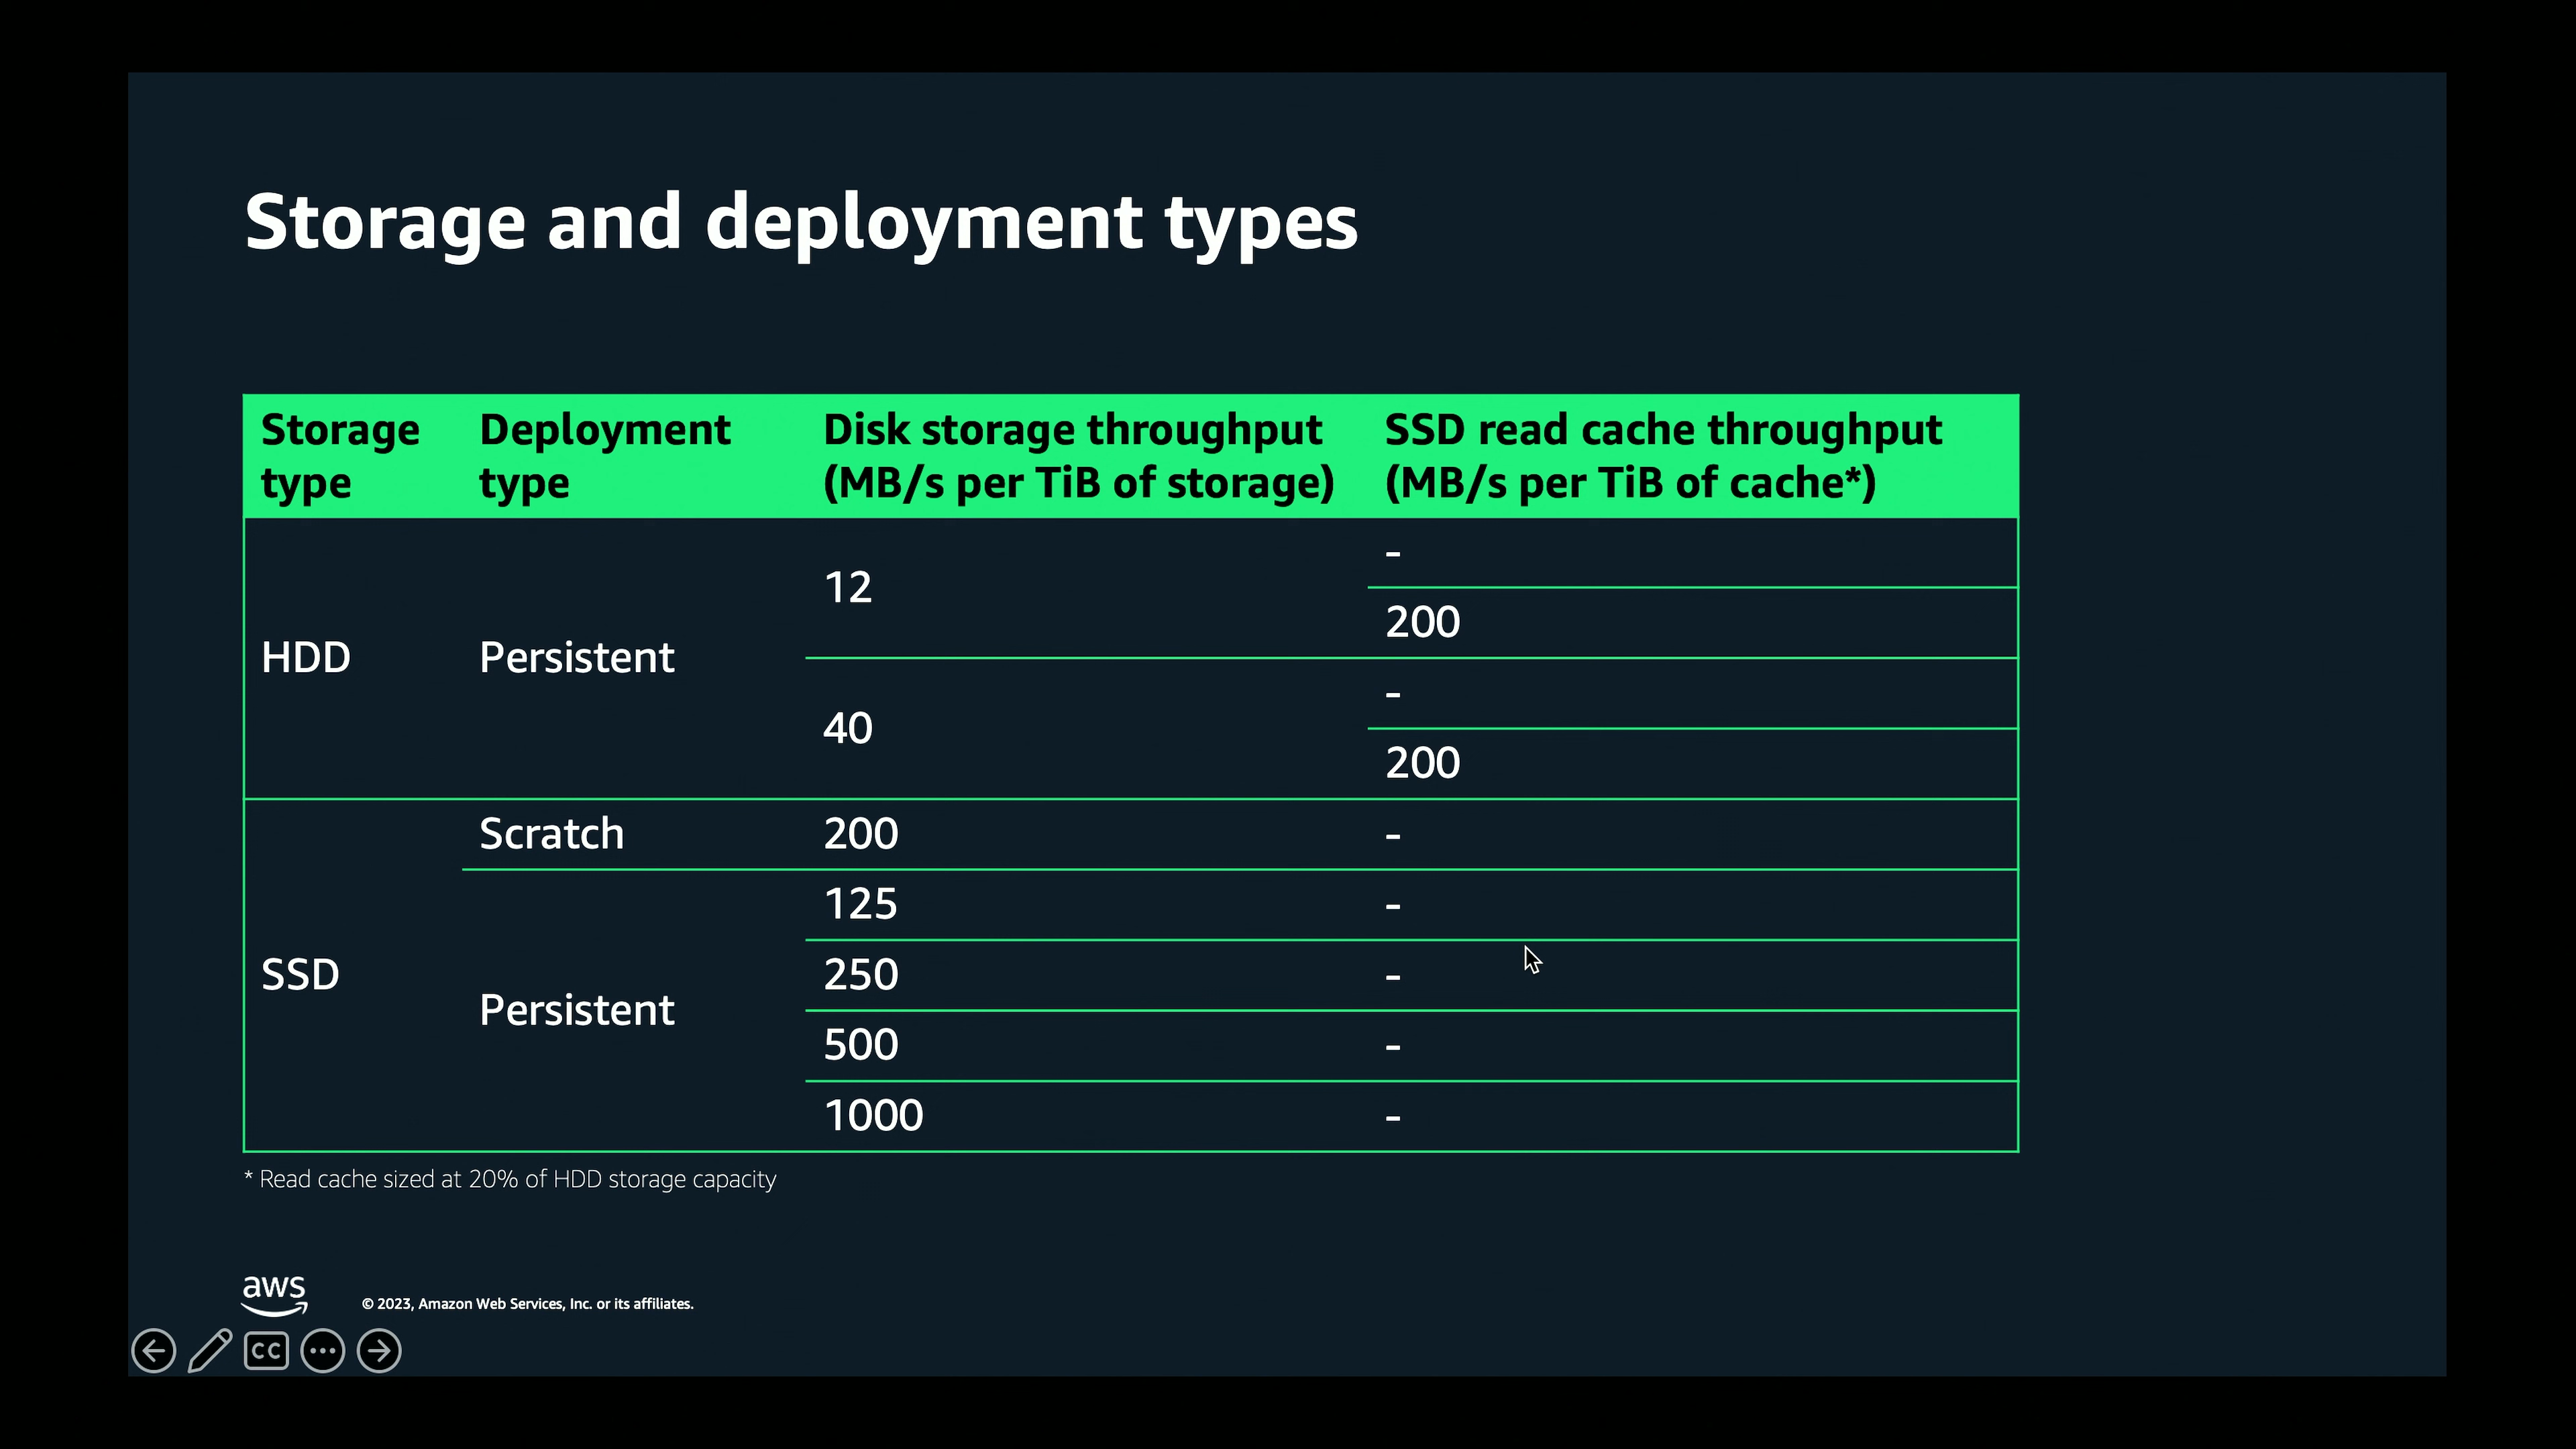 Storage and deployment types
Storage type Deployment type Disk storage throughput (MB/s per TiB of storage) SSD read cache throughput (MB/s per TiB of cache*)
HDD Persistent 12 -
200
40 -
200
SSD Scratch 200 -
Persistent 125 -
250 -
500 -
1000 -
* Read cache sized at 20% of HDD storage capacity
aws
© 2023, Amazon Web Services, Inc. or its affiliates.
CC